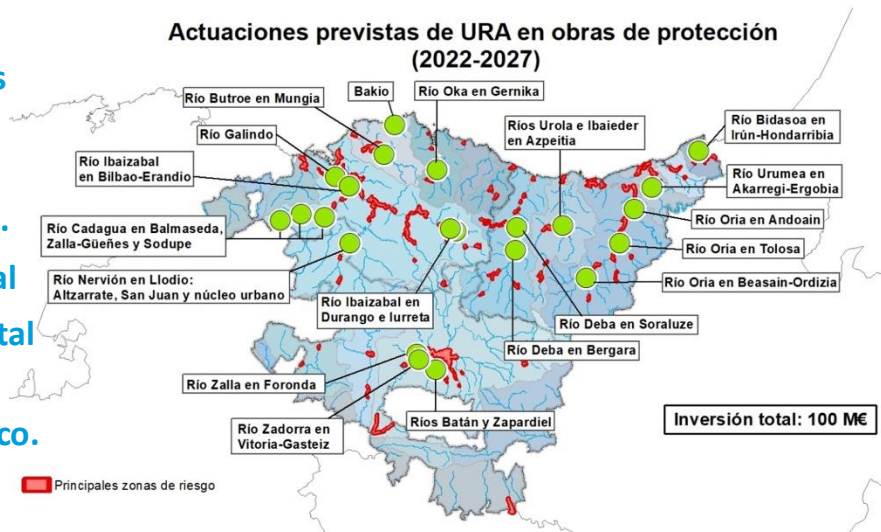 Actuaciones previstas de URA en obras de protección
(2022-2027)
s
.
al
tal
co.
Bakio
Río Oka en Gernika
Río Butroe en Mungia
Río Galindo
Río Ibaizabal
en Bilbao-Erandio
Ríos Urola e Ibaieder
en Azpeitia
Río Bidasoa en
Irún-Hondarribia
Río Urumea en
Akarregi-Ergobia
Río Oria en Andoain
Río Oria en Tolosa
Río Oria en Beasain-Ordizia
Río Cadagua en Balmaseda,
Zalla-Güeñes y Sodupe
Río Nervión en Llodio:
Altzarrate, San Juan y núcleo urbano
Río Ibaizabal en
Durango e Iurreta
Río Deba en Soraluze
Río Deba en Bergara
Río Zalla en Foronda
Río Zadorra en
Vitoria-Gasteiz
Ríos Batán y Zapardiel
Inversión total: 100 M€
Principales zonas de riesgo